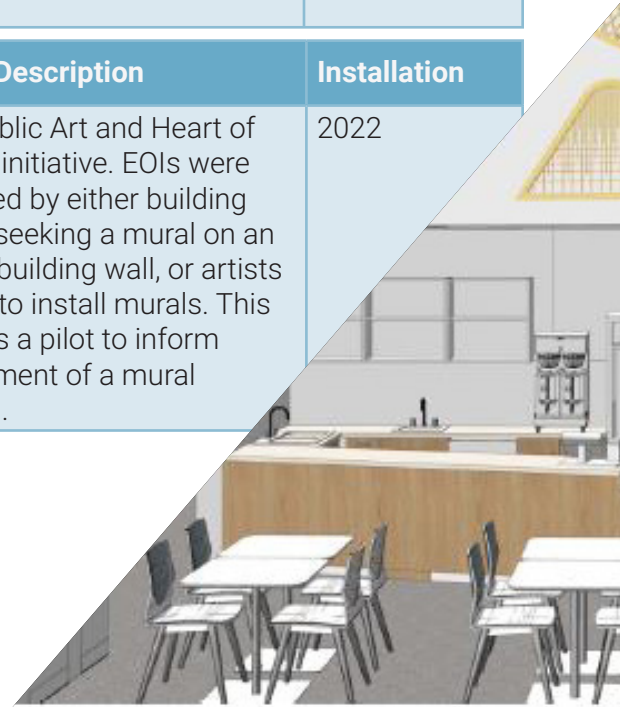 Description Installation
blic Art and Heart of 2022
initiative. EOIs were
ed by either building
seeking a mural on an
building wall, or artists
to install murals. This
s a pilot to inform
ment of a mural
.